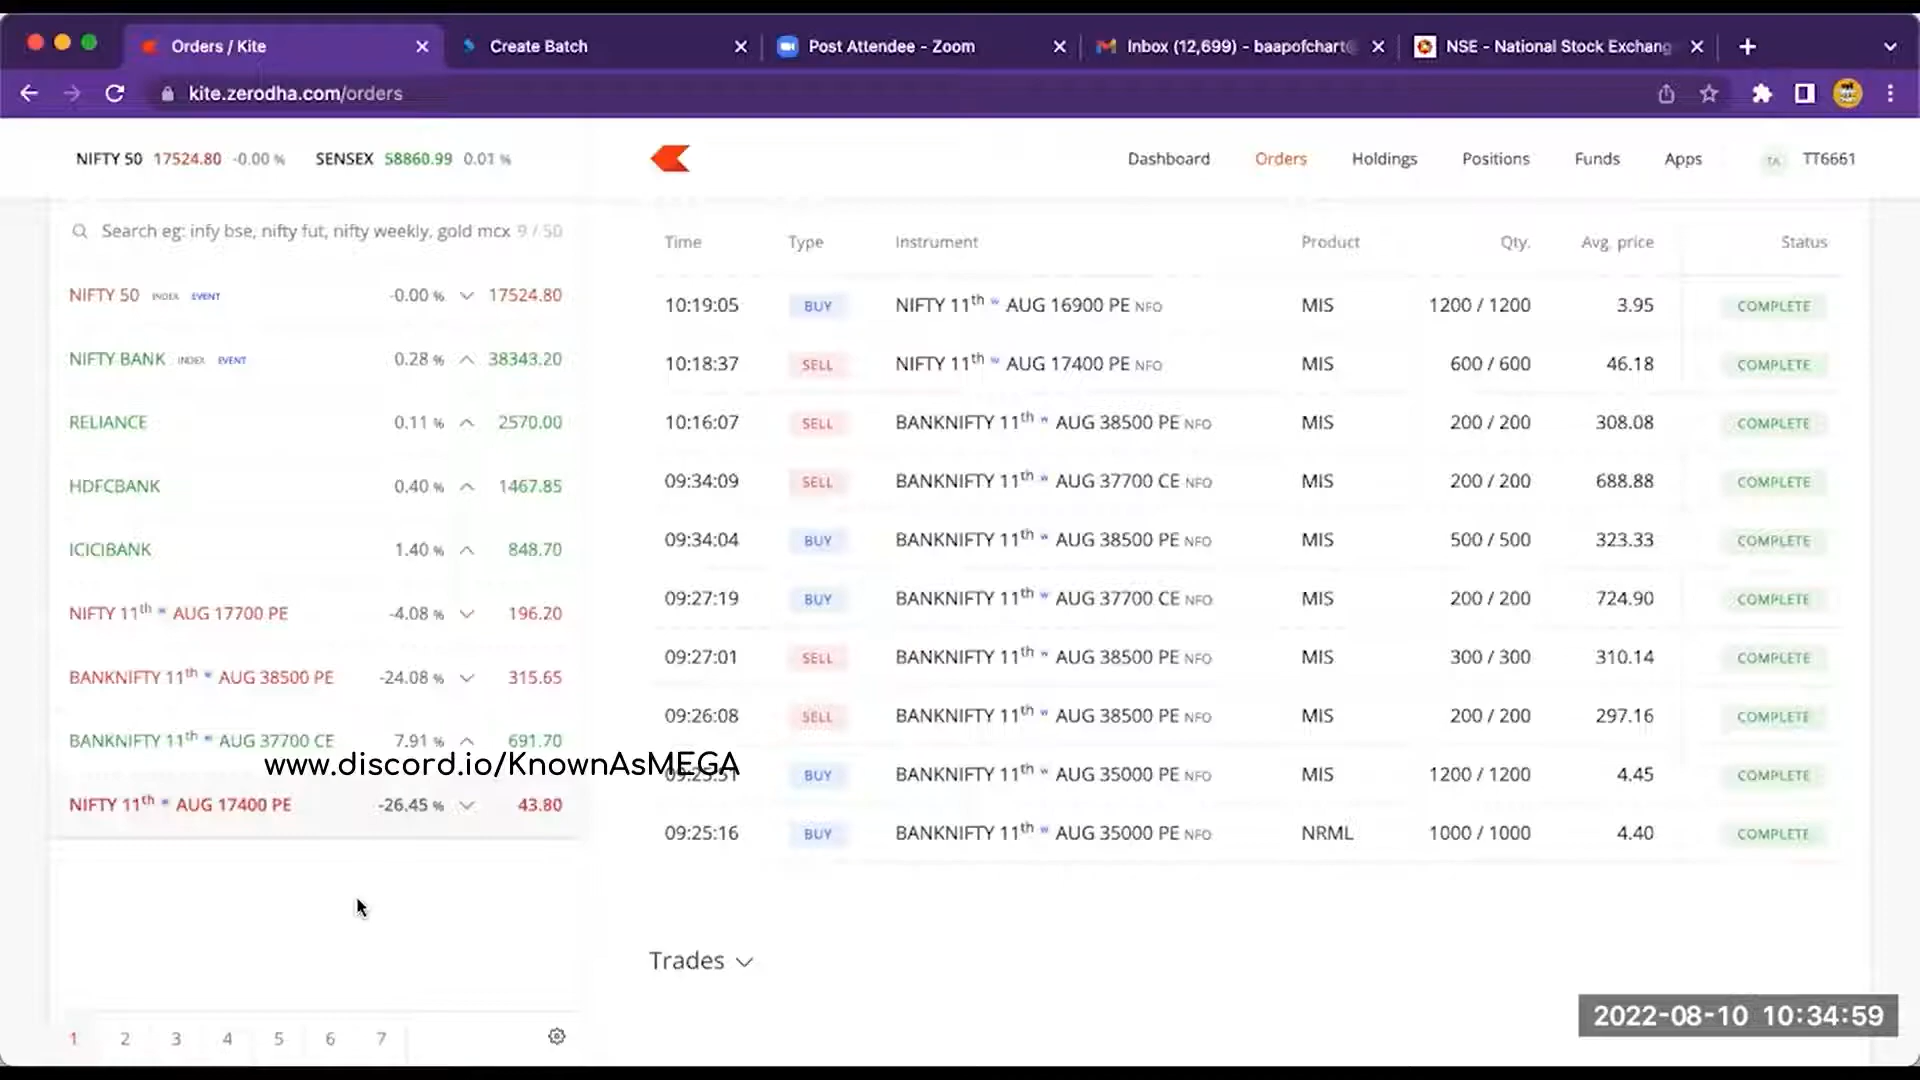 Orders / Kite
Create Batch
Post Attendee - Zoom
Inbox (12,699) - baapofchart
NSE - National Stock Exchang
kite.zerodha.com/orders
NIFTY 50 17524.80 -0.00 % SENSEX 58860.99 0.01 %
Dashboard Orders Holdings Positions Funds Apps TA TT6661
Search eg: infy bse, nifty fut, nifty weekly, gold mcx 9 / 50
NIFTY 50 INDEX EVENT -0.00 % 17524.80
NIFTY BANK INDEX EVENT 0.28 % 38343.20
RELIANCE 0.11 % 2570.00
HDFCBANK 0.40 % 1467.85
ICICIBANK 1.40 % 848.70
NIFTY 11th w AUG 17700 PE -4.08 % 196.20
BANKNIFTY 11th w AUG 38500 PE -24.08 % 315.65
BANKNIFTY 11th w AUG 37700 CE 7.91 % 691.70
www.discord.io/KnownAsMEGA
NIFTY 11th w AUG 17400 PE -26.45 % 43.80
1 2 3 4 5 6 7
Time Type Instrument Product Qty. Avg. price Status
10:19:05 BUY NIFTY 11th w AUG 16900 PE NFO MIS 1200 / 1200 3.95 COMPLETE
10:18:37 SELL NIFTY 11th w AUG 17400 PE NFO MIS 600 / 600 46.18 COMPLETE
10:16:07 SELL BANKNIFTY 11th w AUG 38500 PE NFO MIS 200 / 200 308.08 COMPLETE
09:34:09 SELL BANKNIFTY 11th w AUG 37700 CE NFO MIS 200 / 200 688.88 COMPLETE
09:34:04 BUY BANKNIFTY 11th w AUG 38500 PE NFO MIS 500 / 500 323.33 COMPLETE
09:27:19 BUY BANKNIFTY 11th w AUG 37700 CE NFO MIS 200 / 200 724.90 COMPLETE
09:27:01 SELL BANKNIFTY 11th w AUG 38500 PE NFO MIS 300 / 300 310.14 COMPLETE
09:26:08 SELL BANKNIFTY 11th w AUG 38500 PE NFO MIS 200 / 200 297.16 COMPLETE
09:25:51 BUY BANKNIFTY 11th w AUG 35000 PE NFO MIS 1200 / 1200 4.45 COMPLETE
09:25:16 BUY BANKNIFTY 11th w AUG 35000 PE NFO NRML 1000 / 1000 4.40 COMPLETE
Trades
2022-08-10 10:34:59